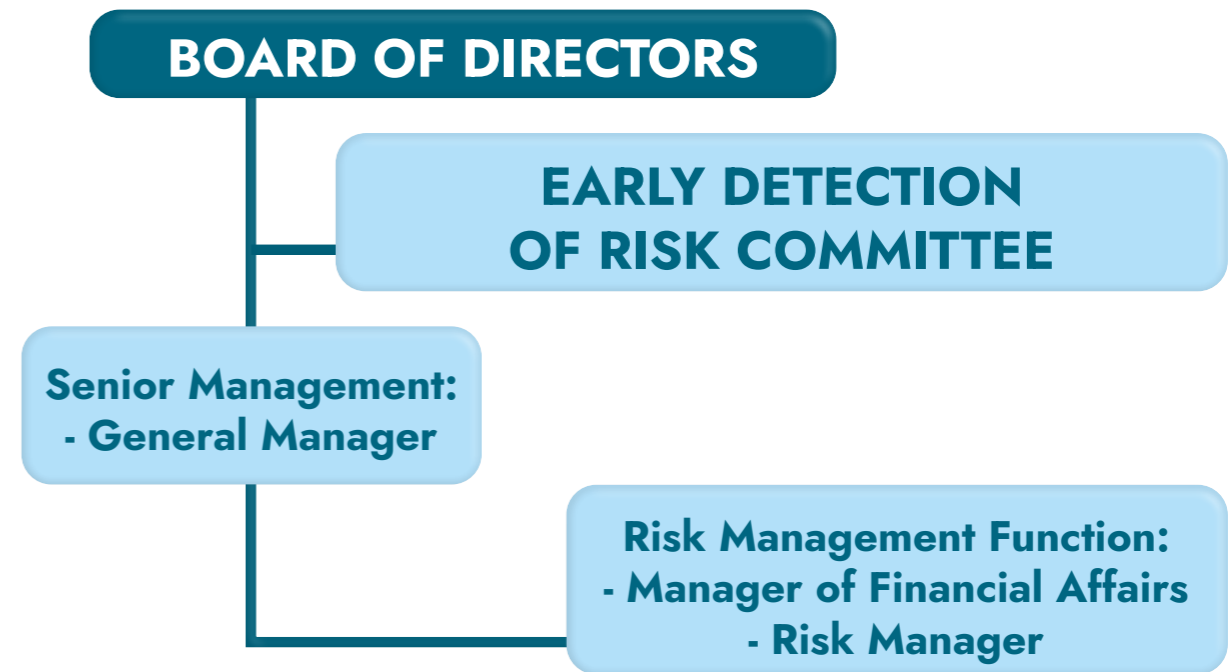 BOARD OF DIRECTORS
EARLY DETECTION
OF RISK COMMITTEE
Senior Management:
- General Manager
Risk Management Function:
- Manager of Financial Affairs
- Risk Manager